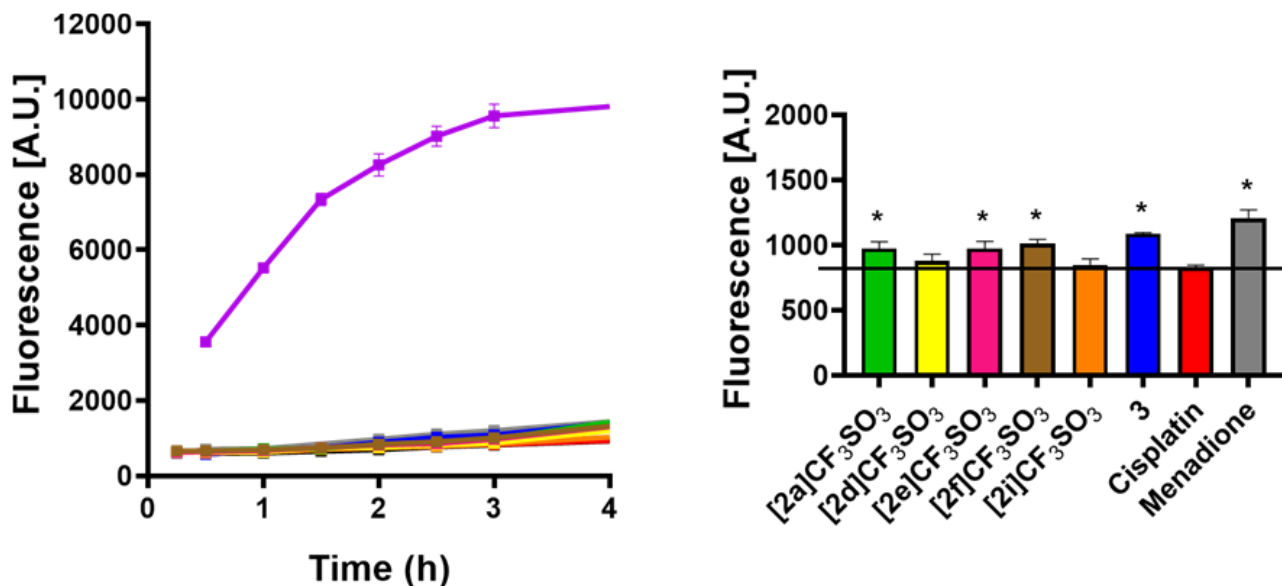 Fluorescence [A.U.]
12000
10000
8000
6000
4000
2000
0
0 1 2 3 4
Time (h)
Fluorescence [A.U.]
2000
1500
1000
500
0
* * * * *
[2a]CF₃SO₃
[2d]CF₃SO₃
[2e]CF₃SO₃
[2f]CF₃SO₃
[2i]CF₃SO₃
3
Cisplatin
Menadione